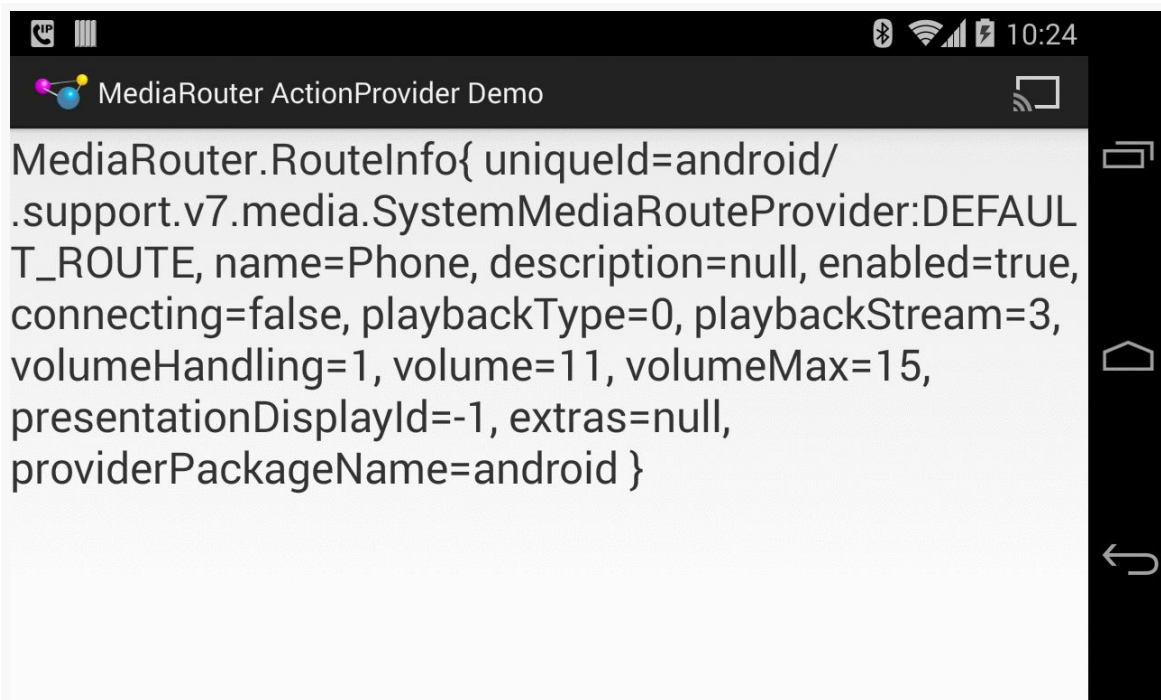 IP
10:24
MediaRouter ActionProvider Demo
MediaRouter.RouteInfo{ uniqueId=android/
.support.v7.media.SystemMediaRouteProvider:DEFAUL
T_ROUTE, name=Phone, description=null, enabled=true,
connecting=false, playbackType=0, playbackStream=3,
volumeHandling=1, volume=11, volumeMax=15,
presentationDisplayId=-1, extras=null,
providerPackageName=android }